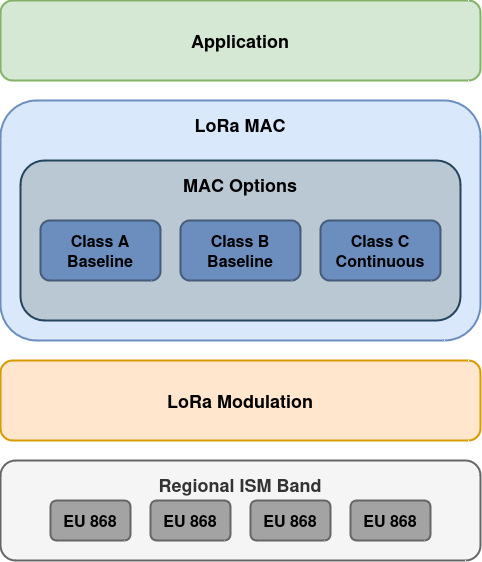 Application
LoRa MAC
MAC Options
Class A
Baseline
Class B
Baseline
Class C
Continuous
LoRa Modulation
Regional ISM Band
EU 868
EU 868
EU 868
EU 868